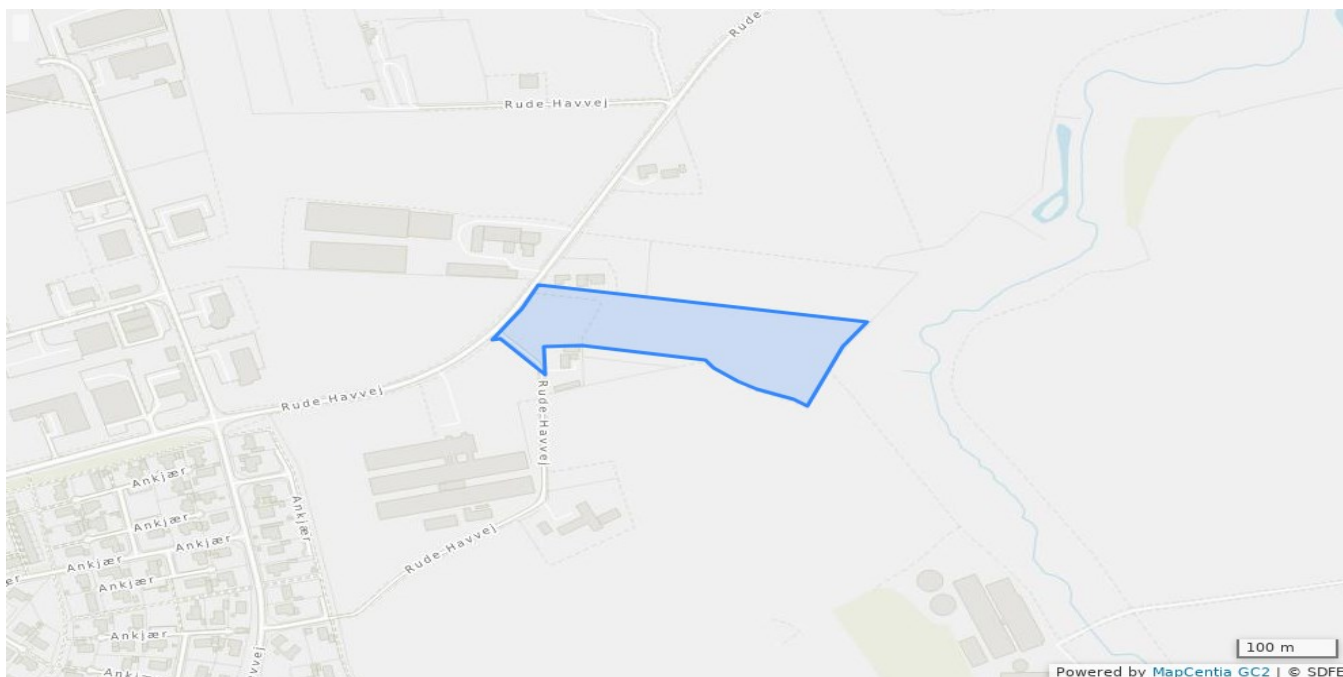 Rude
Rude Havvej
Rude Havvej
Rude-Havvej
Ankjær
Ankjær
Ankjær
Ankjær
Ankjær
Rude-Havvej
Ankjær
Ankjær
100 m
Powered by MapCentia GC2 | © SDFE